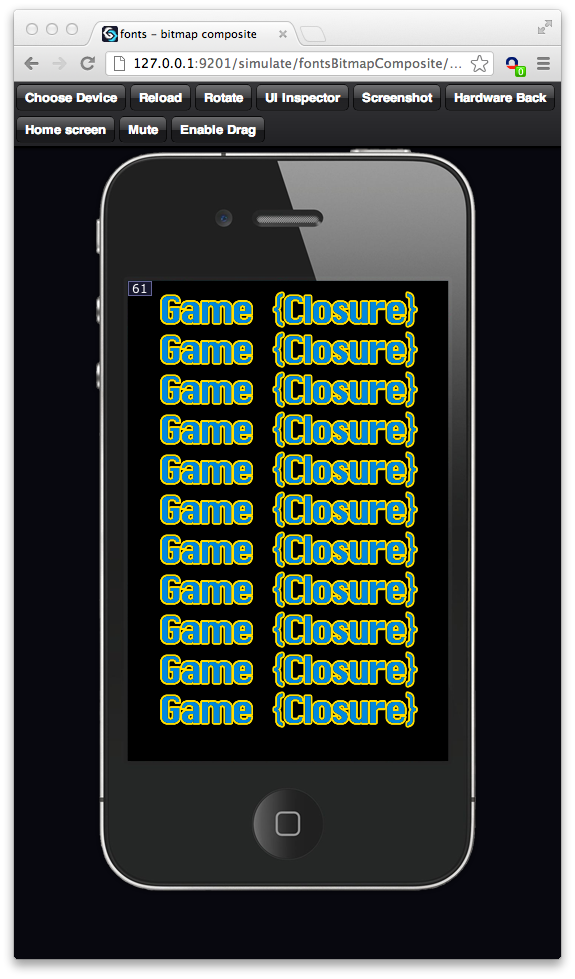 fonts – bitmap composite
127.0.0.1:9201/simulate/fontsBitmapComposite/...
0
Choose Device Reload Rotate UI Inspector Screenshot Hardware Back
Home screen Mute Enable Drag
61
Game {Closure}
Game {Closure}
Game {Closure}
Game {Closure}
Game {Closure}
Game {Closure}
Game {Closure}
Game {Closure}
Game {Closure}
Game {Closure}
Game {Closure}